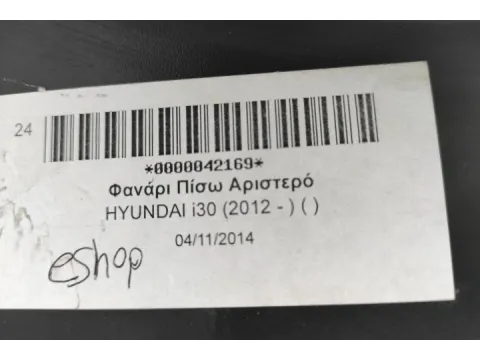 24
*0000042169*
Φανάρι Πίσω Αριστερό
HYUNDAI i30 (2012 - ) ( )
04/11/2014
eshop